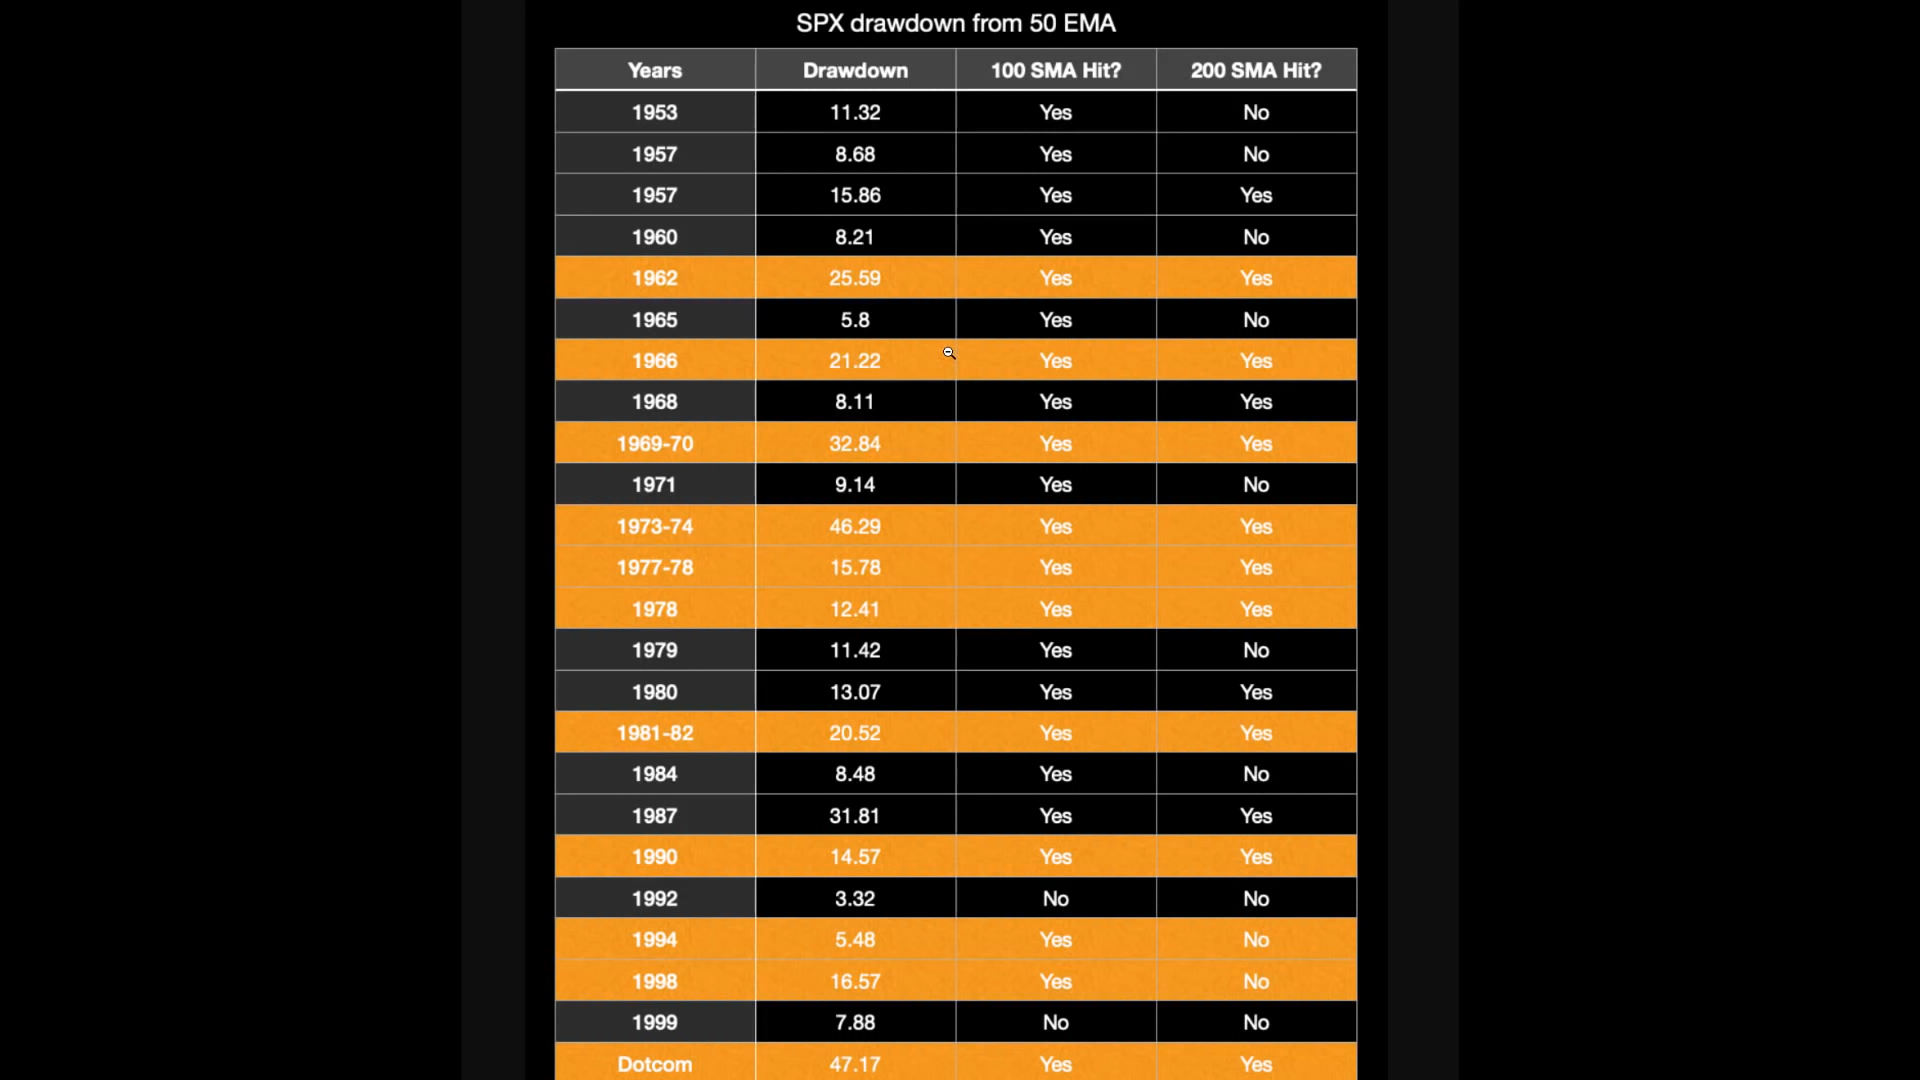 SPX drawdown from 50 EMA
Years Drawdown 100 SMA Hit? 200 SMA Hit?
1953 11.32 Yes No
1957 8.68 Yes No
1957 15.86 Yes Yes
1960 8.21 Yes No
1962 25.59 Yes Yes
1965 5.8 Yes No
1966 21.22 Yes Yes
1968 8.11 Yes Yes
1969-70 32.84 Yes Yes
1971 9.14 Yes No
1973-74 46.29 Yes Yes
1977-78 15.78 Yes Yes
1978 12.41 Yes Yes
1979 11.42 Yes No
1980 13.07 Yes Yes
1981-82 20.52 Yes Yes
1984 8.48 Yes No
1987 31.81 Yes Yes
1990 14.57 Yes Yes
1992 3.32 No No
1994 5.48 Yes No
1998 16.57 Yes No
1999 7.88 No No
Dotcom 47.17 Yes Yes